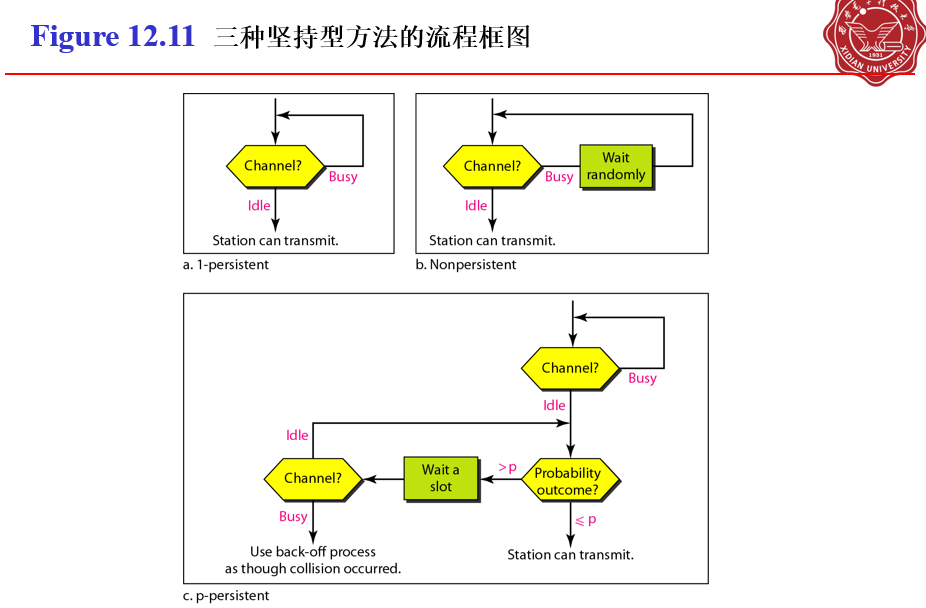 Figure 12.11 三种坚持型方法的流程框图
XIDIAN UNIVERSITY
1931
Channel?
Busy
Idle
Station can transmit.
a. 1-persistent
Channel?
Busy
Wait
randomly
Idle
Station can transmit.
b. Nonpersistent
Channel?
Busy
Idle
Idle
Channel?
Wait a
slot
>p
Probability
outcome?
Busy
⩽ p
Use back-off process
as though collision occurred.
Station can transmit.
c. p-persistent